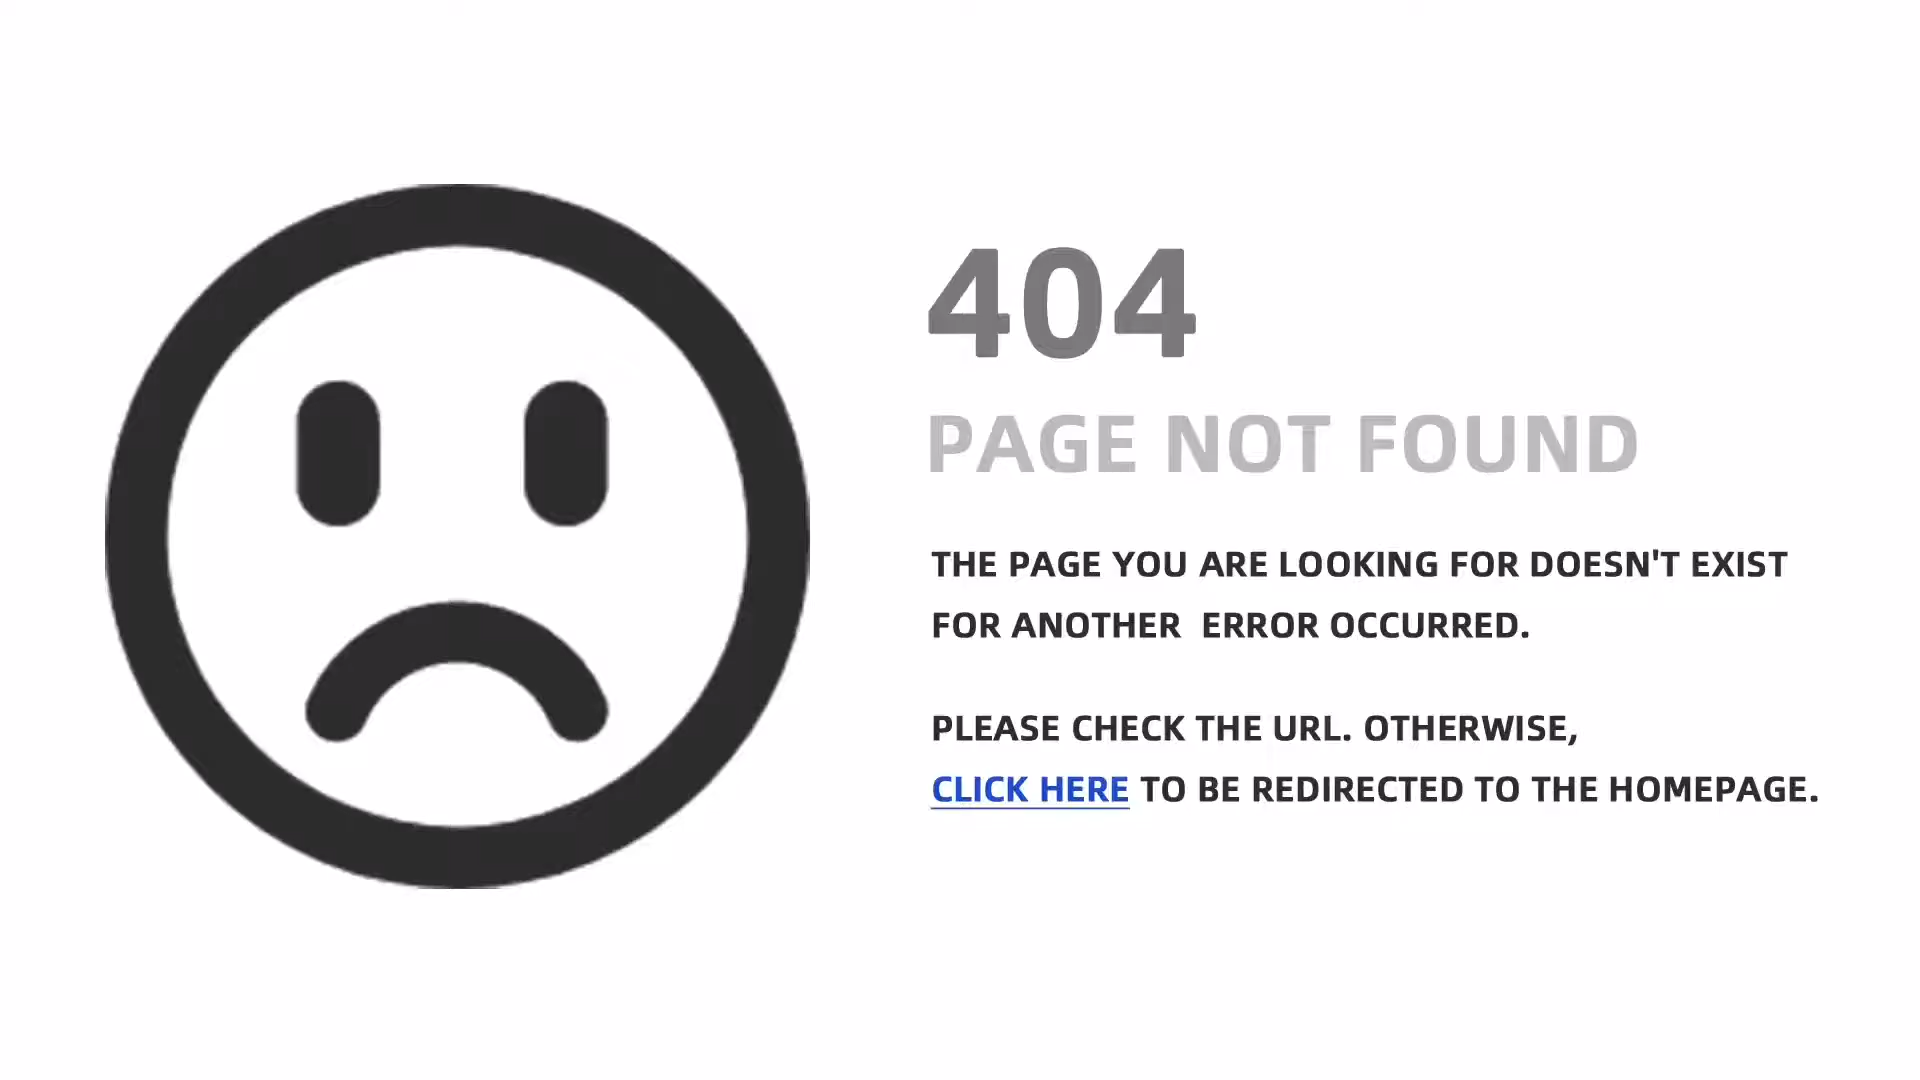 404
PAGE NOT FOUND
THE PAGE YOU ARE LOOKING FOR DOESN'T EXIST
FOR ANOTHER  ERROR OCCURRED.
PLEASE CHECK THE URL. OTHERWISE,
CLICK HERE TO BE REDIRECTED TO THE HOMEPAGE.